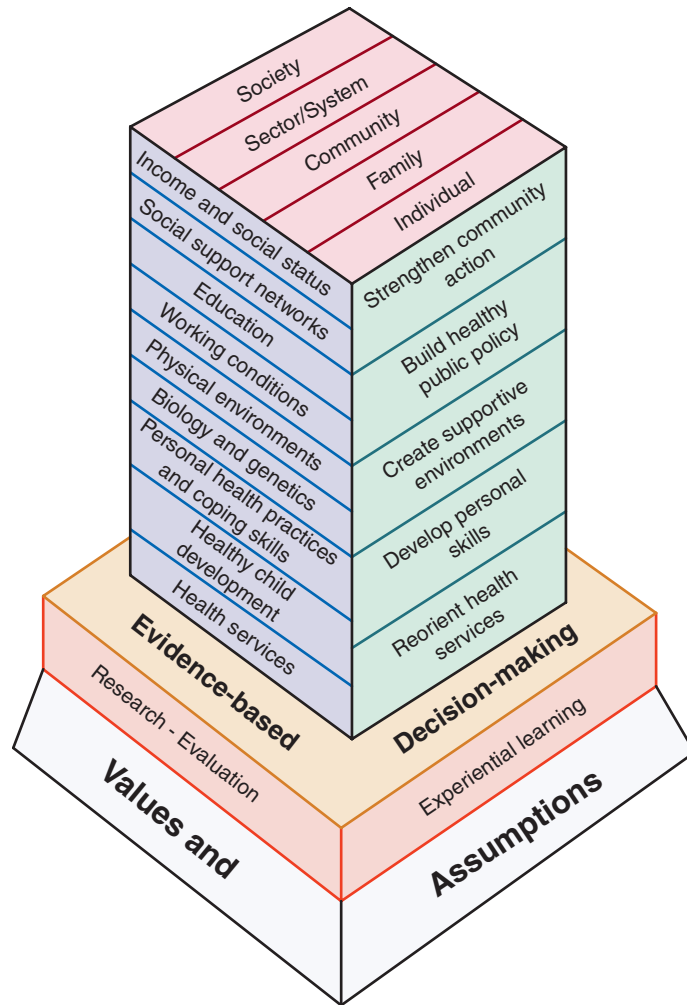 Society
Sector/System
Community
Family
Individual
Income and social status
Social support networks
Education
Working conditions
Physical environments
Biology and genetics
Personal health practices
and coping skills
Healthy child
development
Health services
Strengthen community
action
Build healthy
public policy
Create supportive
environments
Develop personal
skills
Reorient health
services
Evidence-based
Decision-making
Research - Evaluation
Experiential learning
Values and
Assumptions